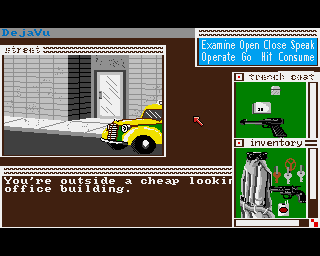 DejaVu
Examine Open Close Speak
Operate Go Hit Consume
street
trench coat
inventory
You're outside a cheap lookin
office building.